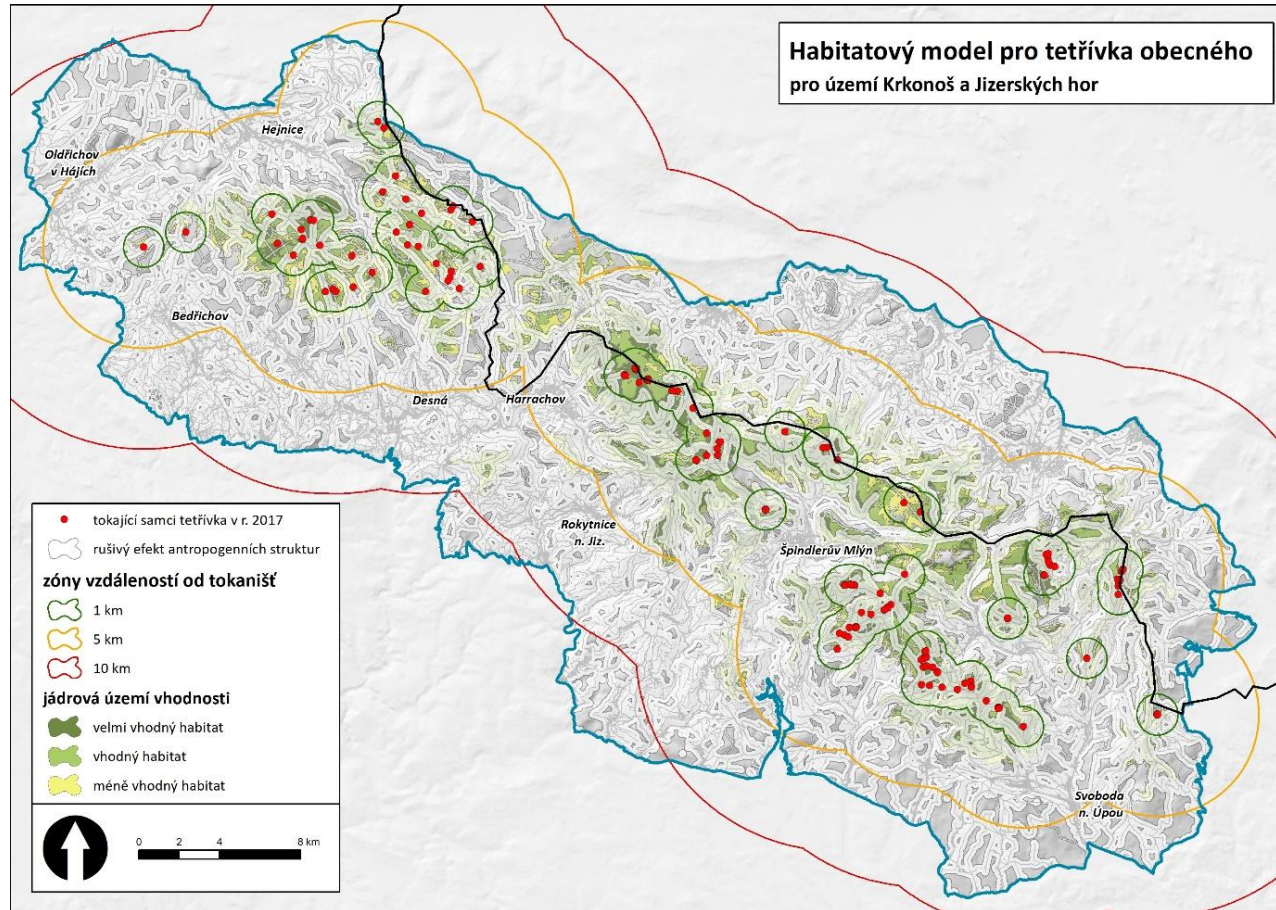 Habitatový model pro tetřívka obecného
pro území Krkonoš a Jizerských hor
Hejnice
Oldřichov
v Hájích
Bedřichov
Desná
Harrachov
Rokytnice
n. Jiz.
Špindlerův Mlýn
Svoboda
n. Úpou
tokající samci tetřívka v r. 2017
rušivý efekt antropogenních struktur
zóny vzdáleností od tokanišť
1 km
5 km
10 km
jádrová území vhodnosti
velmi vhodný habitat
vhodný habitat
méně vhodný habitat
0 2 4 8 km